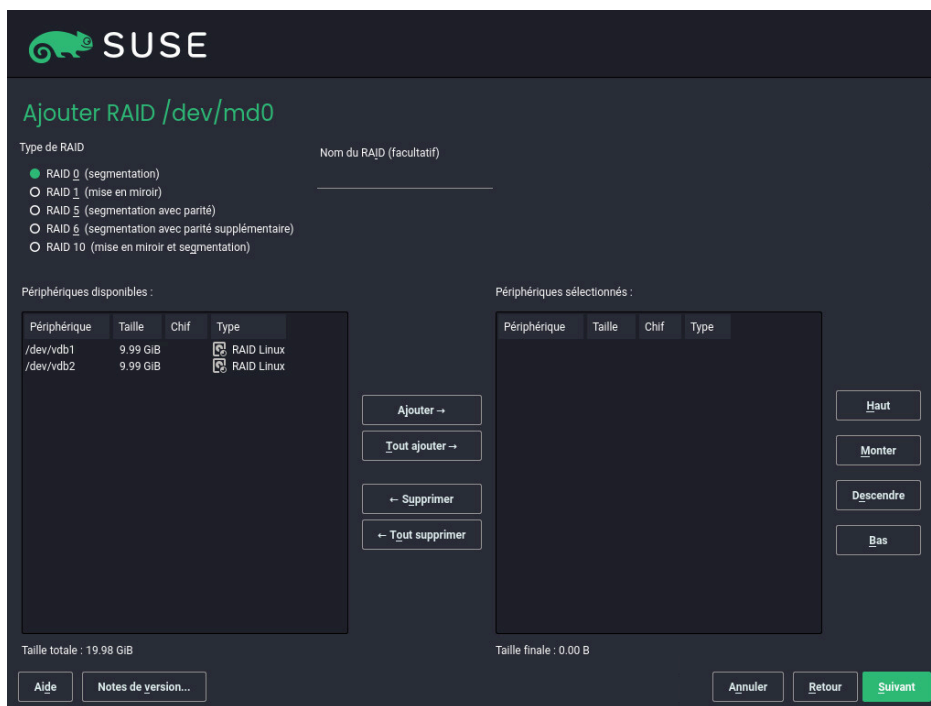 SUSE
Ajouter RAID /dev/md0
Type de RAID
RAID 0 (segmentation)
RAID 1 (mise en miroir)
RAID 5 (segmentation avec parité)
RAID 6 (segmentation avec parité supplémentaire)
RAID 10 (mise en miroir et segmentation)
Nom du RAID (facultatif)
Périphériques disponibles :
Périphérique Taille Chif Type
/dev/vdb1 9.99 GiB RAID Linux
/dev/vdb2 9.99 GiB RAID Linux
Taille totale : 19.98 GiB
Ajouter →
Tout ajouter →
← Supprimer
← Tout supprimer
Périphériques sélectionnés :
Périphérique Taille Chif Type
Taille finale : 0.00 B
Haut
Monter
Descendre
Bas
Aide
Notes de version...
Annuler
Retour
Suivant